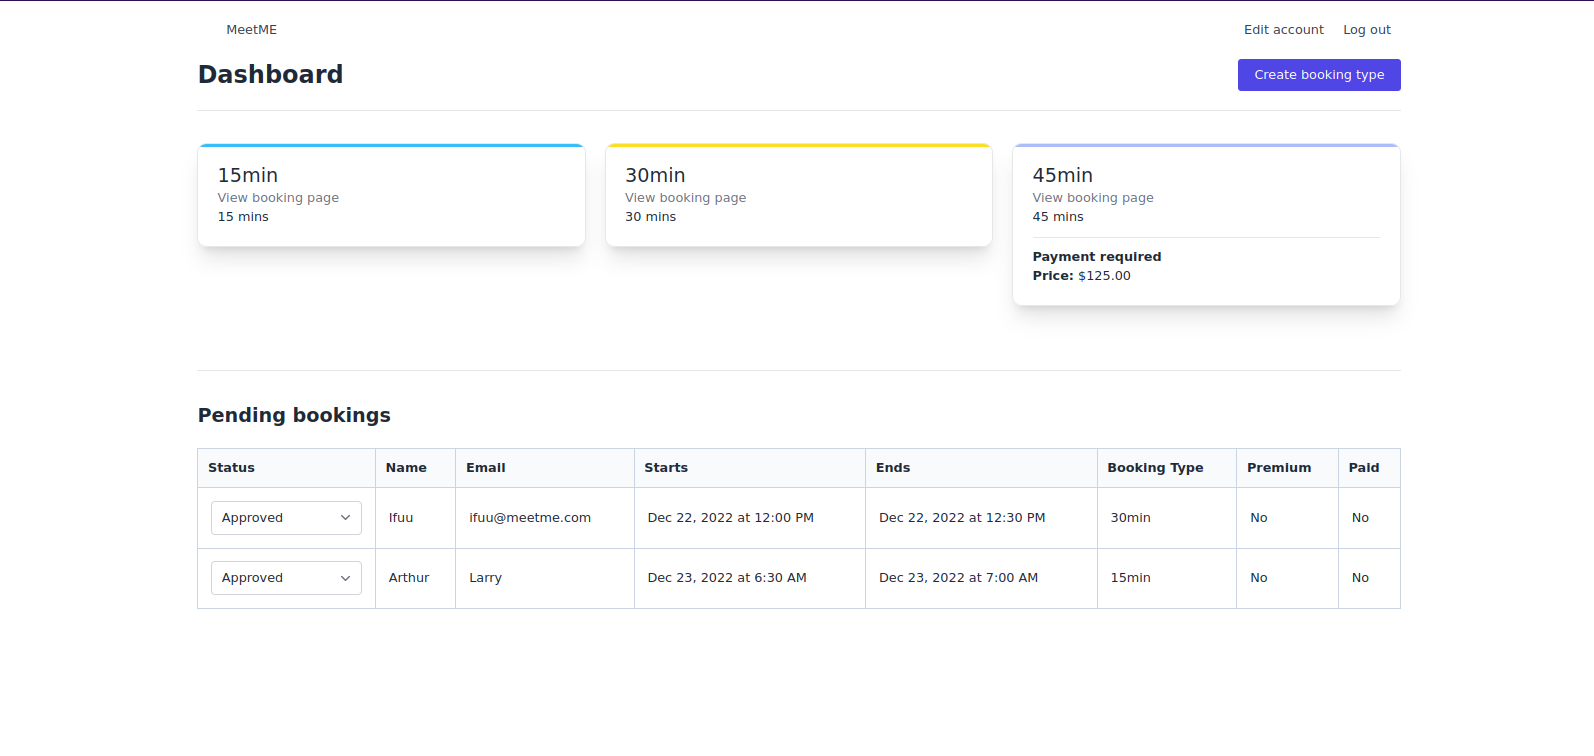 MeetME Edit account Log out
Dashboard Create booking type
15min 30min 45min
View booking page View booking page View booking page
15 mins 30 mins 45 mins
Payment required
Price: $125.00
Pending bookings
Status Name Email Starts Ends Booking Type Premium Paid
Approved Ifuu ifuu@meetme.com Dec 22, 2022 at 12:00 PM Dec 22, 2022 at 12:30 PM 30min No No
Approved Arthur Larry Dec 23, 2022 at 6:30 AM Dec 23, 2022 at 7:00 AM 15min No No